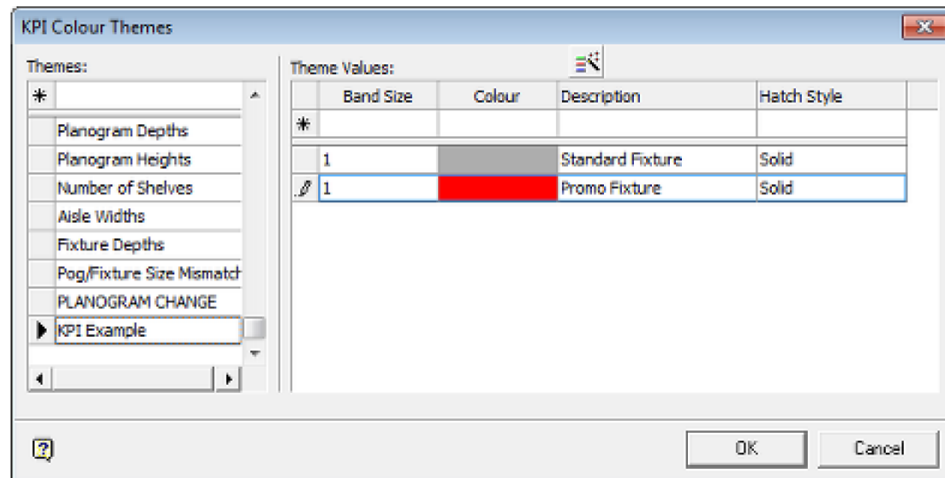 KPI Colour Themes
Themes:
Theme Values:
Band Size Colour Description Hatch Style
Planogram Depths
Planogram Heights
Number of Shelves
Aisle Widths
Fixture Depths
Pog/Fixture Size Mismatch
PLANOGRAM CHANGE
KPI Example
1 Standard Fixture Solid
1 Promo Fixture Solid
OK Cancel